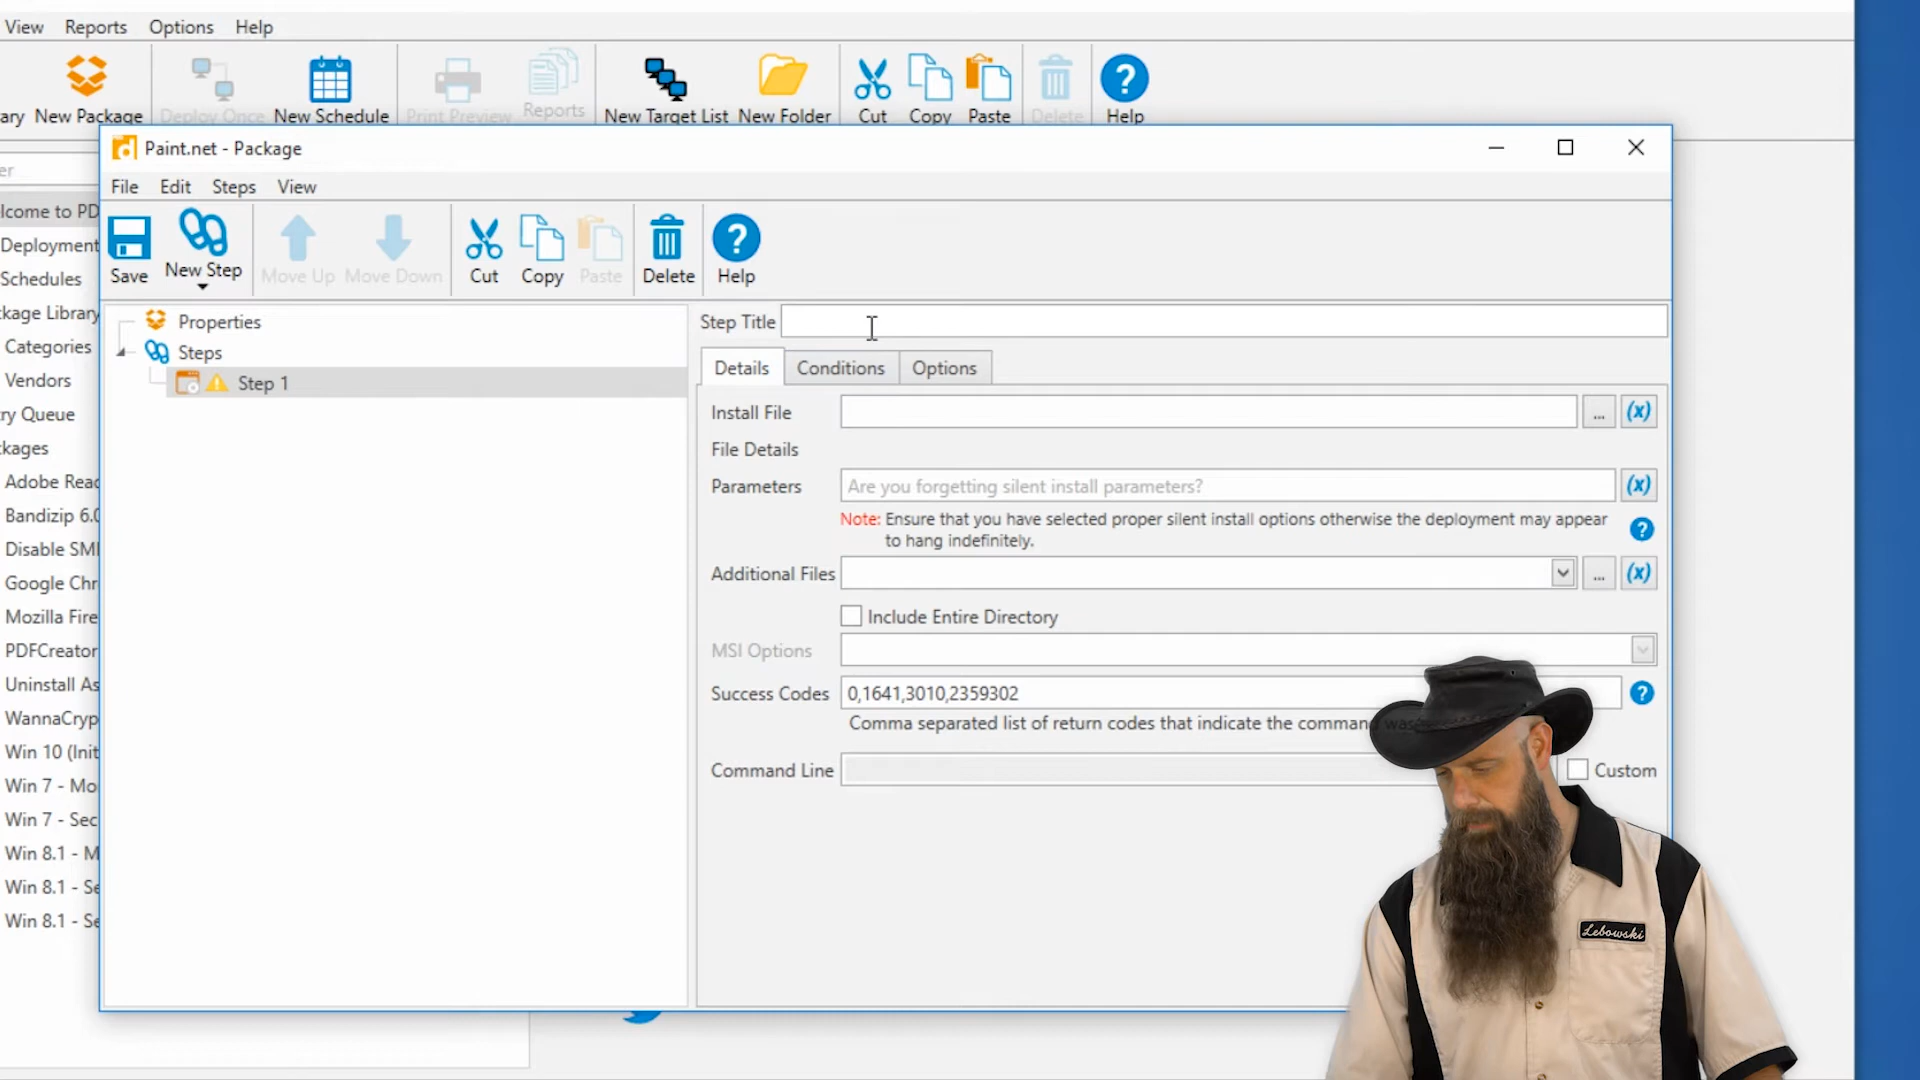 View Reports Options Help
ary New Package Deploy Once New Schedule Print Preview Reports New Target List New Folder Cut Copy Paste Delete Help
Paint.net - Package
er
File Edit Steps View
lcome to PD
Save New Step Move Up Move Down Cut Copy Paste Delete Help
Deployment
Schedules
ckage Library
Categories
Vendors
ry Queue
ckages
Adobe Reac
Bandizip 6.0
Disable SMI
Google Chr
Mozilla Fire
PDFCreator
Uninstall As
WannaCryp
Win 10 (Init
Win 7 - Mo
Win 7 - Sec
Win 8.1 - M
Win 8.1 - Se
Win 8.1 - Se
Properties
Steps
Step 1
Step Title
Details Conditions Options
Install File ... (x)
File Details
Parameters Are you forgetting silent install parameters? (x)
Note: Ensure that you have selected proper silent install options otherwise the deployment may appear
to hang indefinitely.
Additional Files ... (x)
Include Entire Directory
MSI Options
Success Codes 0,1641,3010,2359302
Comma separated list of return codes that indicate the command was
Command Line Custom
Lebowski